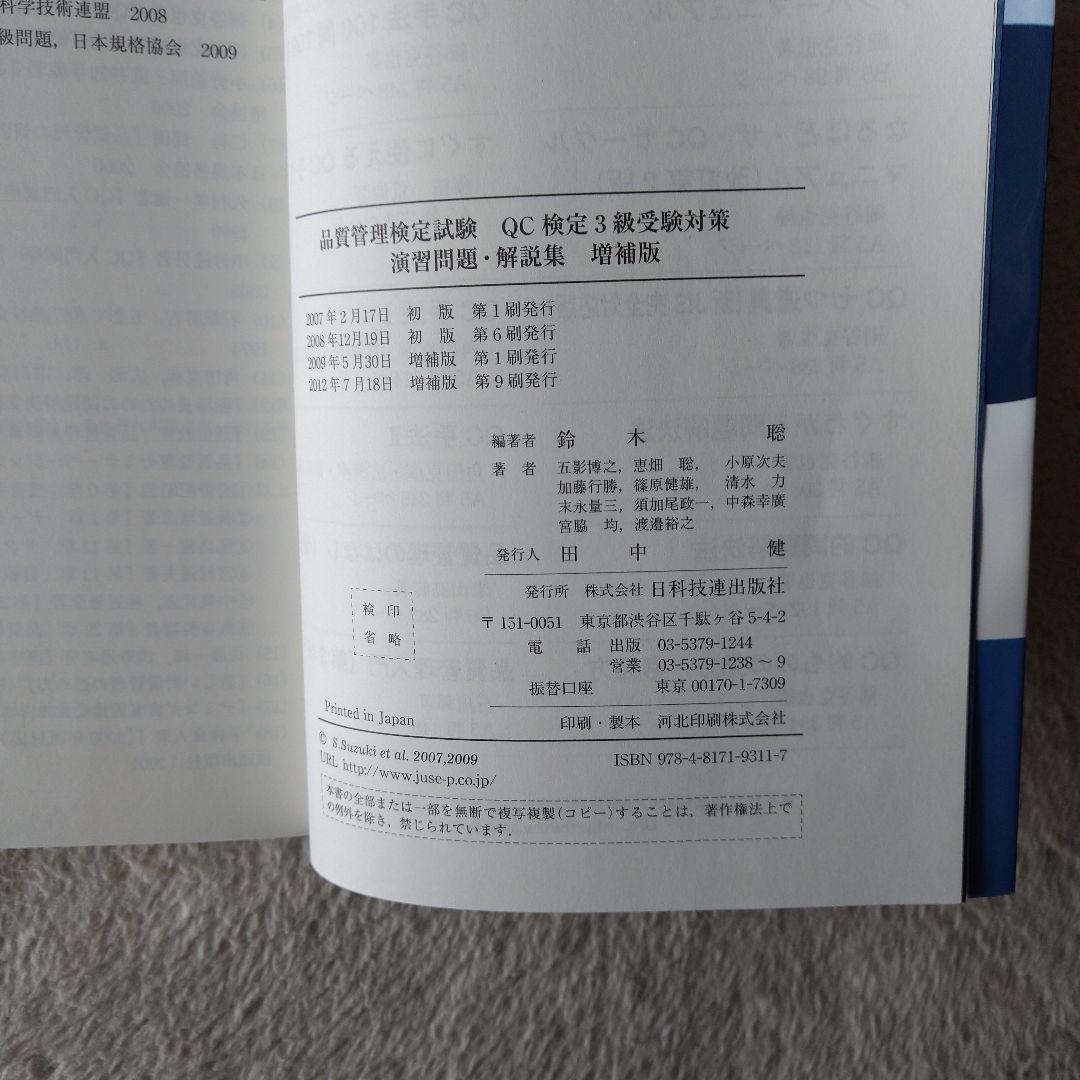 科学技術連盟 2008
級問題,日本規格協会 2009
品質管理検定試験 QC検定3級受験対策
演習問題・解説集 増補版
2007年2月17日 初 版 第1刷発行
2008年12月19日 初 版 第6刷発行
2009年5月30日 増補版 第1刷発行
2012年7月18日 増補版 第9刷発行
編著者 鈴 木 聡
著 者 五影博之,恵畑 聡, 小原次夫
加藤行勝,篠原健雄, 清水 力
末永量三,須加尾政一,中森幸廣
宮脇 均,渡邉裕之
発行人 田 中 健
検 印
省 略
発行所 株式会社 日科技連出版社
〒151-0051 東京都渋谷区千駄ヶ谷5-4-2
電 話 出版 03-5379-1244
営業 03-5379-1238～9
振替口座 東京 00170-1-7309
Printed in Japan
印刷・製本 河北印刷株式会社
© S.Suzuki et al. 2007,2009
ISBN 978-4-8171-9311-7
URL http://www.juse-p.co.jp/
本書の全部または一部を無断で複写複製(コピー)することは,著作権法上で
の例外を除き,禁じられています.